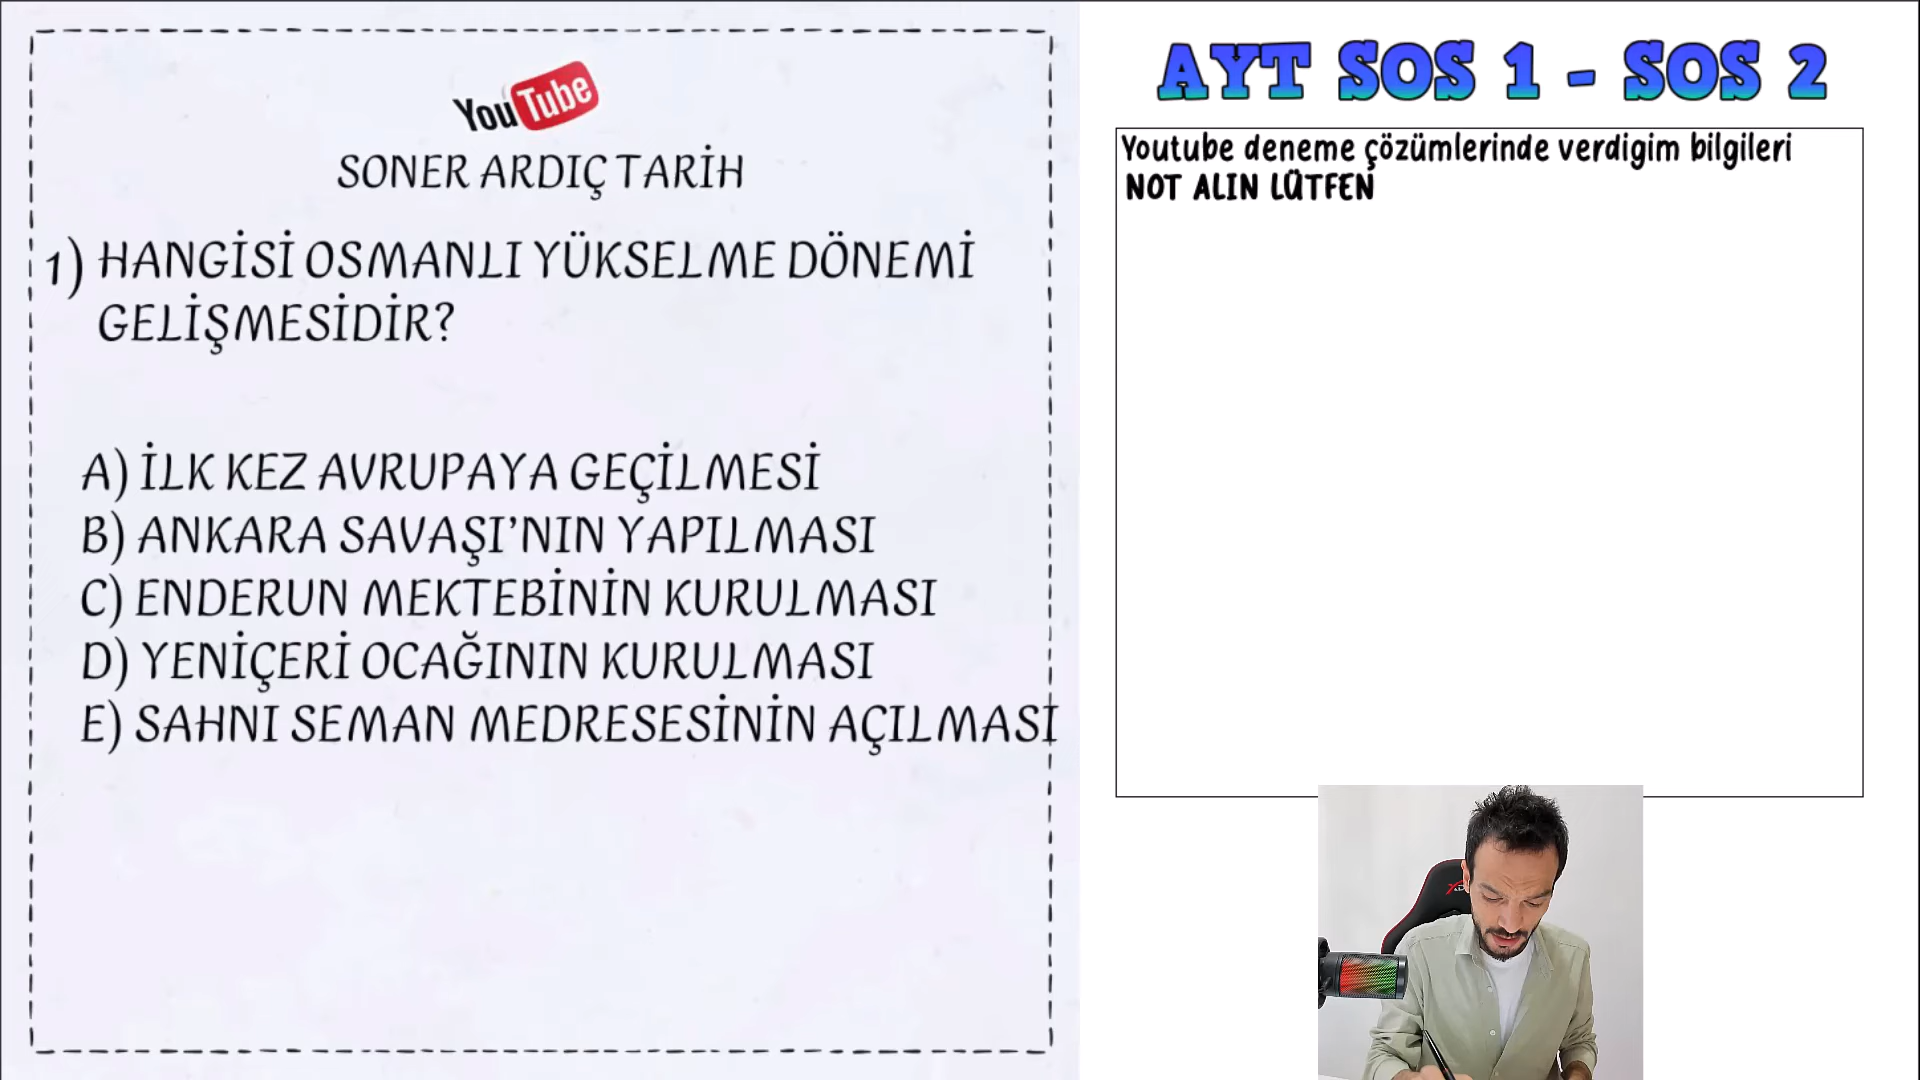 YouTube
SONER ARDIÇ TARİH
1) HANGİSİ OSMANLI YÜKSELME DÖNEMİ
GELİŞMESİDİR?
A) İLK KEZ AVRUPAYA GEÇİLMESİ
B) ANKARA SAVAŞI'NIN YAPILMASI
C) ENDERUN MEKTEBİNİN KURULMASI
D) YENİÇERİ OCAĞININ KURULMASI
E) SAHNI SEMAN MEDRESESİNİN AÇILMASI
AYT SOS 1 - SOS 2
Youtube deneme çözümlerinde verdigim bilgileri
NOT ALIN LÜTFEN